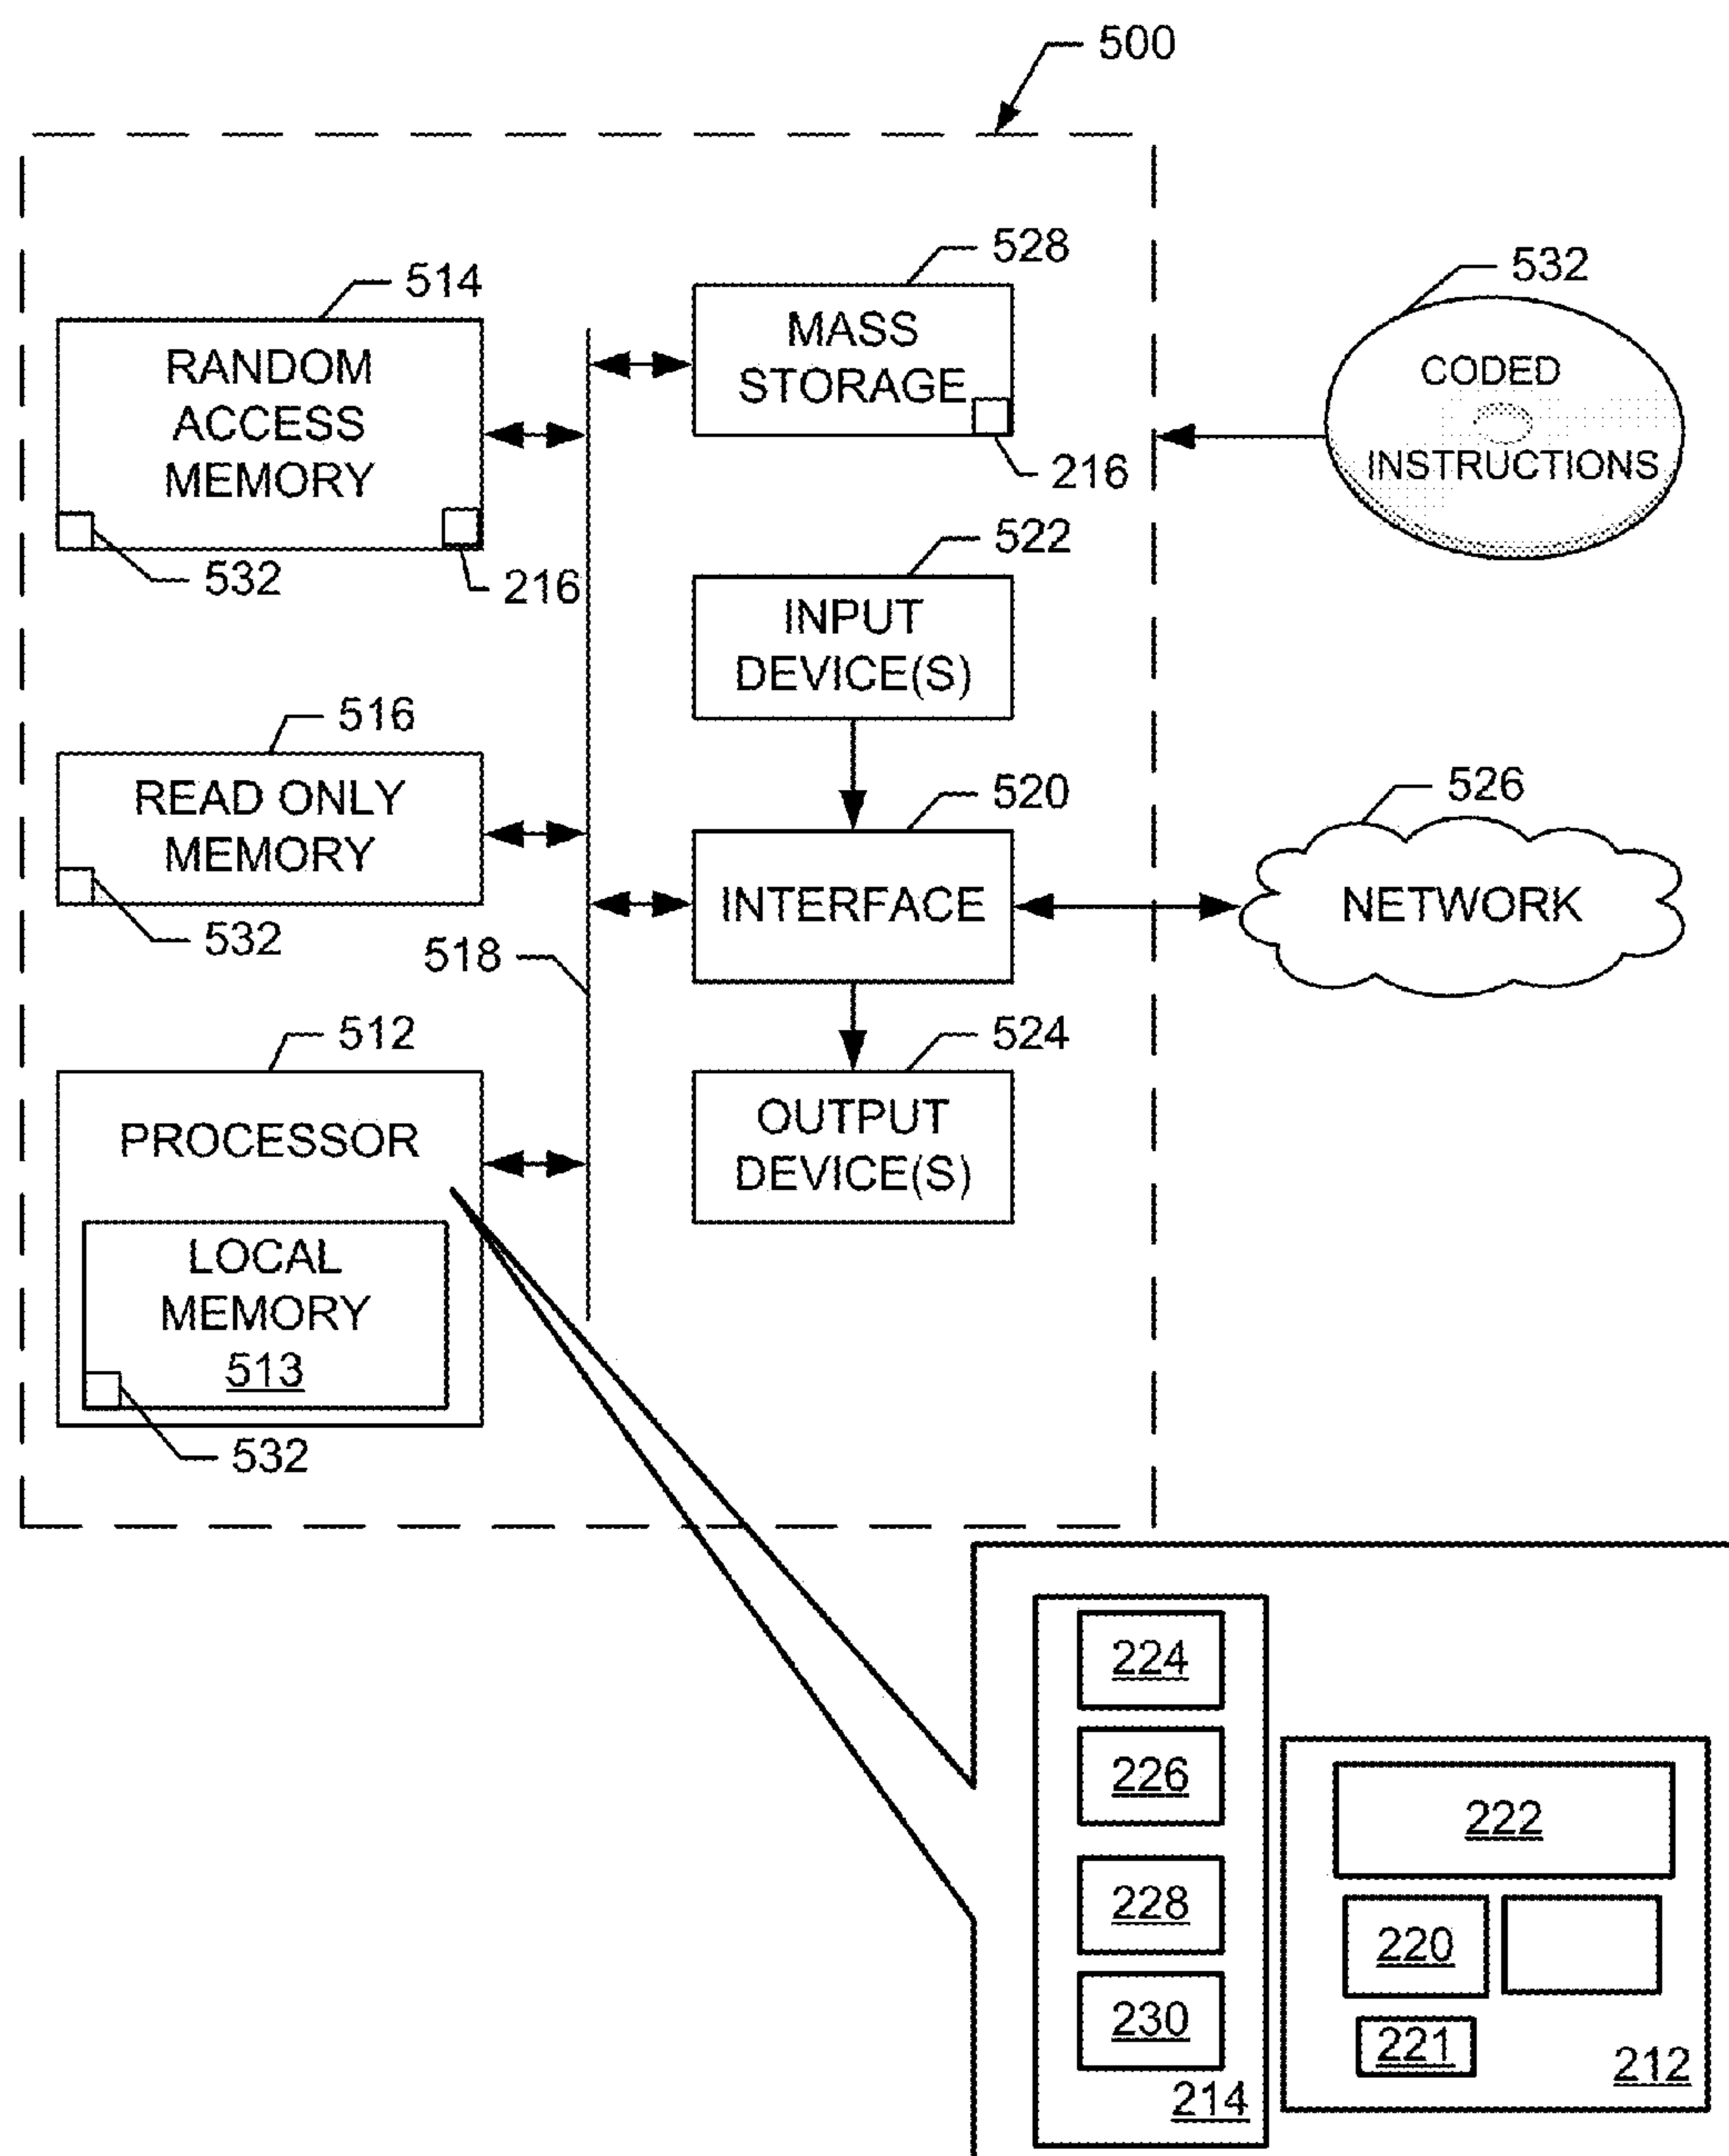 500
528
514
532
MASS
STORAGE
RANDOM
ACCESS
MEMORY
CODED
INSTRUCTIONS
216
532
216
522
INPUT
DEVICE(S)
516
READ ONLY
MEMORY
520
526
INTERFACE
NETWORK
532
518
512
524
PROCESSOR
OUTPUT
DEVICE(S)
LOCAL
MEMORY
513
532
224
226
222
228
220
230
221
212
214